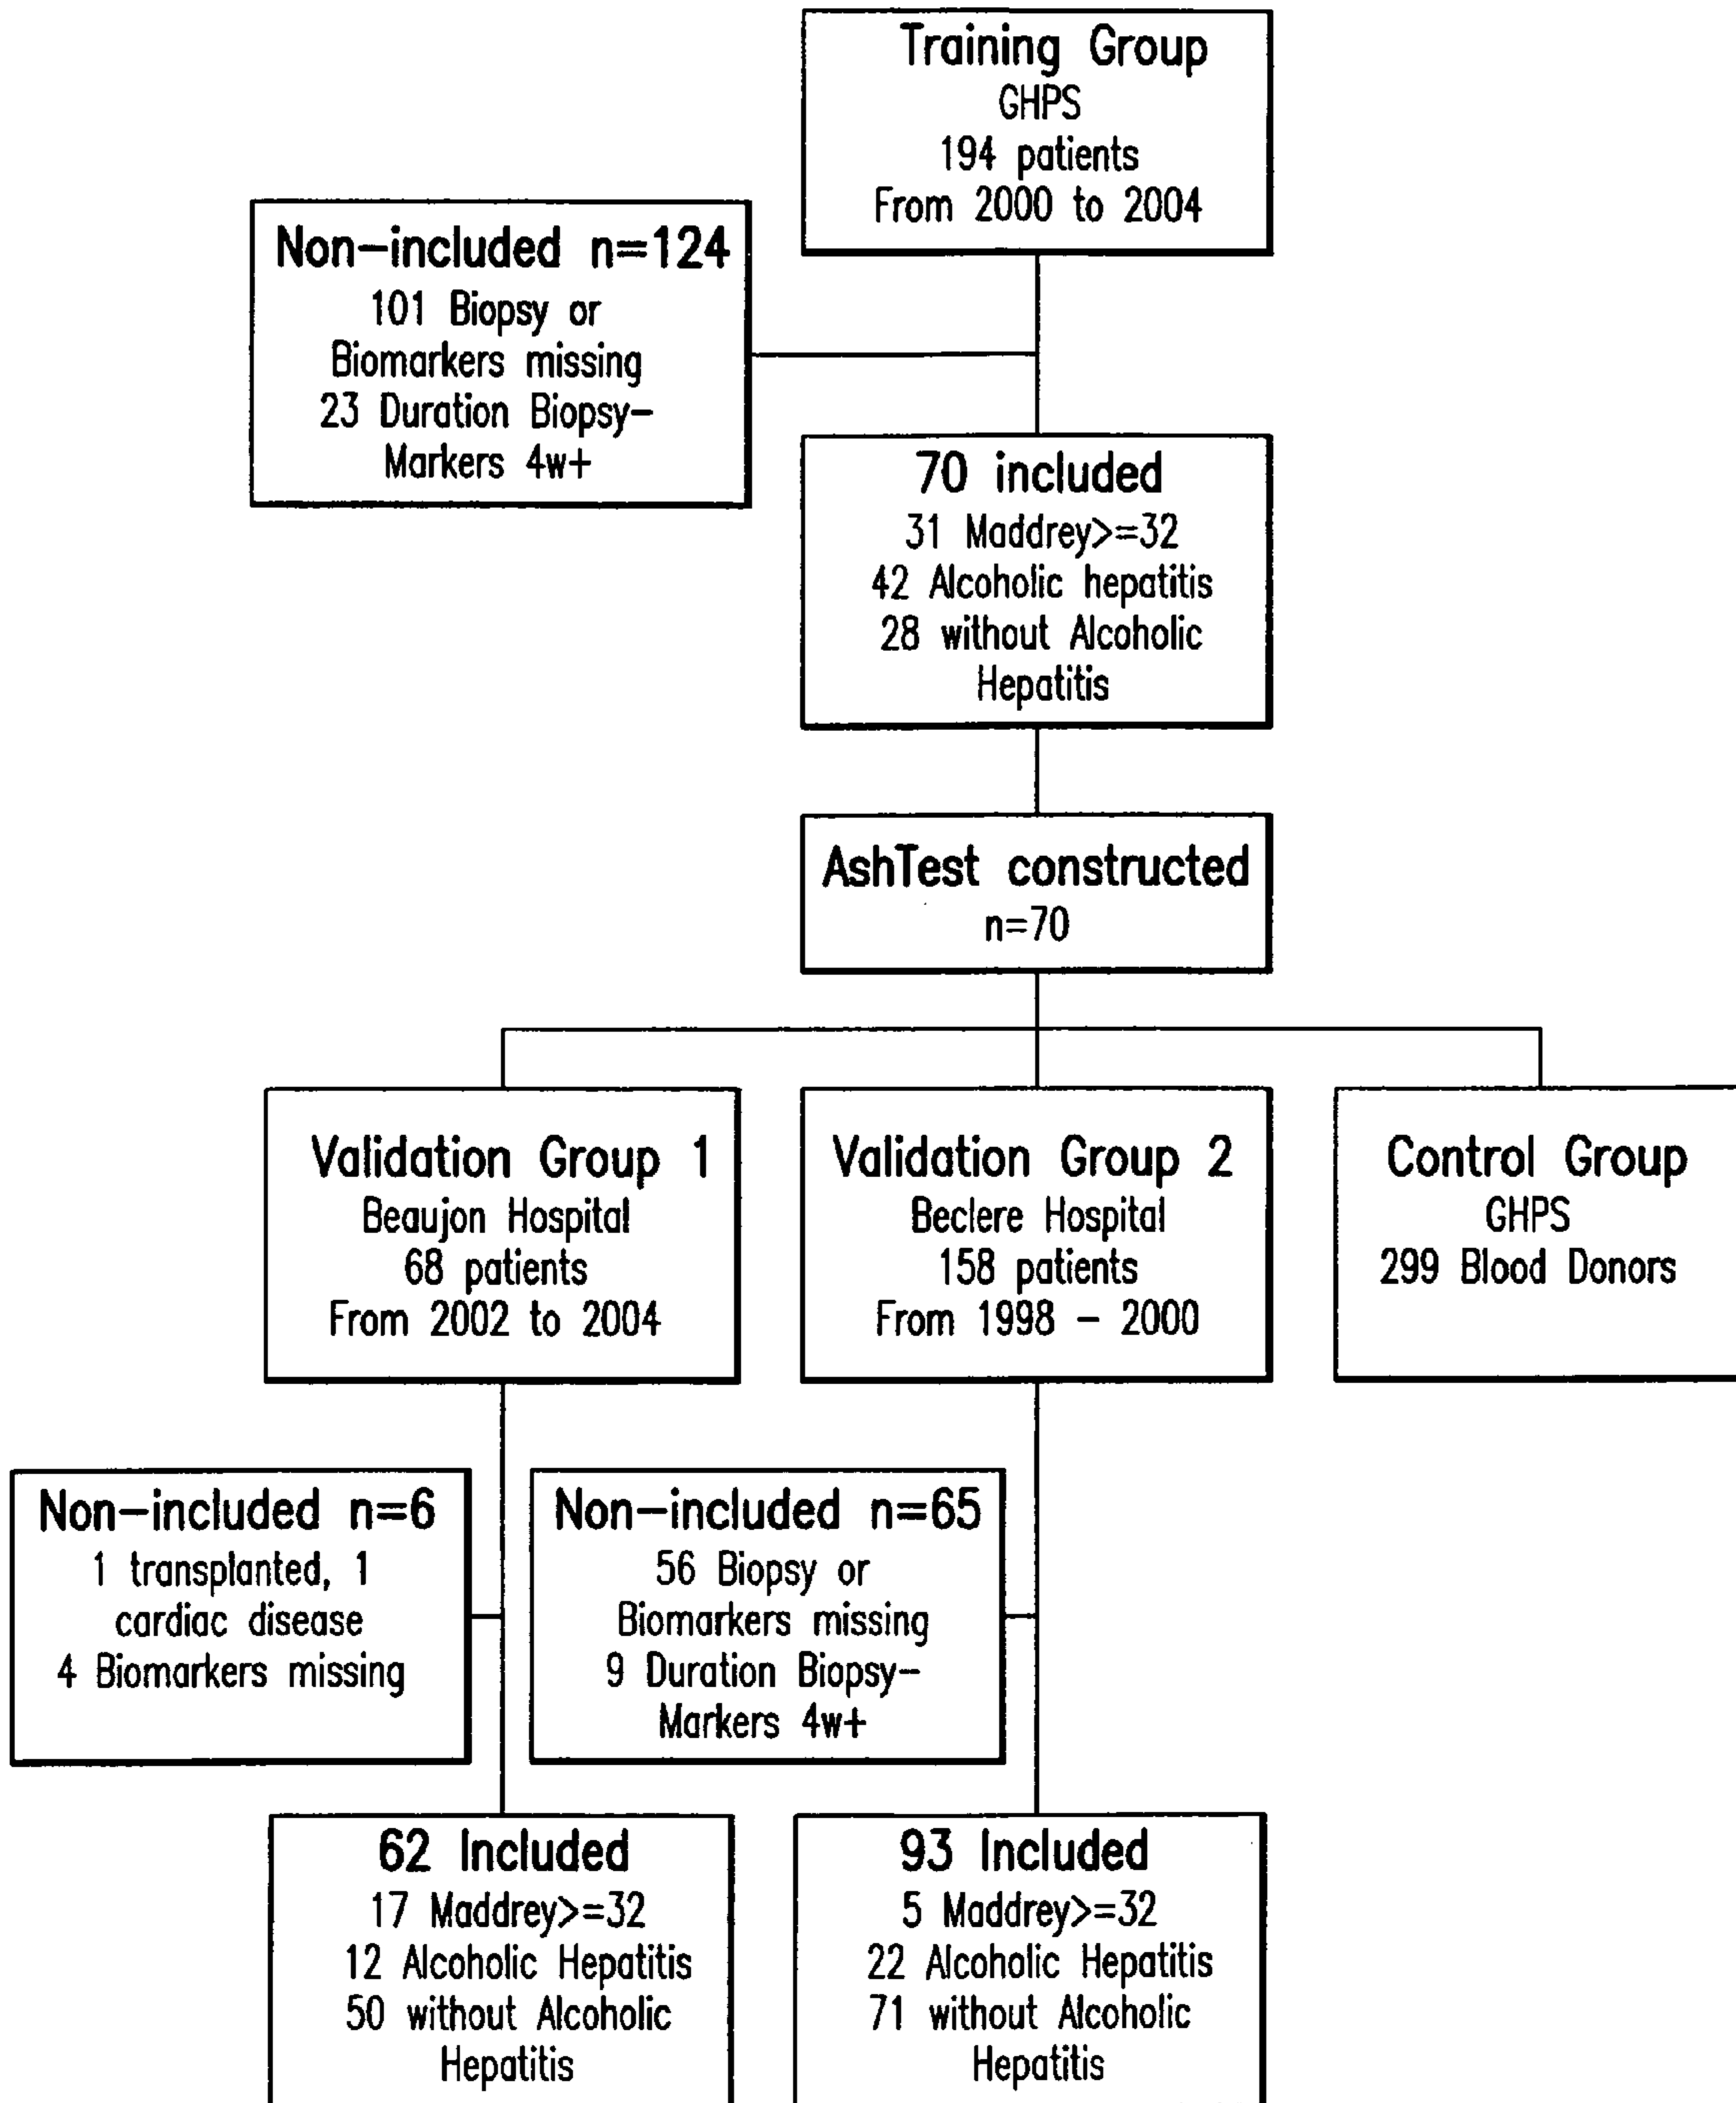 Training Group
GHPS
194 patients
From 2000 to 2004
Non-included n=124
101 Biopsy or
Biomarkers missing
23 Duration Biopsy-
Markers 4w+
70 included
31 Maddrey>=32
42 Alcoholic hepatitis
28 without Alcoholic
Hepatitis
AshTest constructed
n=70
Validation Group 1
Beaujon Hospital
68 patients
From 2002 to 2004
Validation Group 2
Beclere Hospital
158 patients
From 1998 - 2000
Control Group
GHPS
299 Blood Donors
Non-included n=6
1 transplanted, 1
cardiac disease
4 Biomarkers missing
Non-included n=65
56 Biopsy or
Biomarkers missing
9 Duration Biopsy-
Markers 4w+
62 Included
17 Maddrey>=32
12 Alcoholic Hepatitis
50 without Alcoholic
Hepatitis
93 Included
5 Maddrey>=32
22 Alcoholic Hepatitis
71 without Alcoholic
Hepatitis